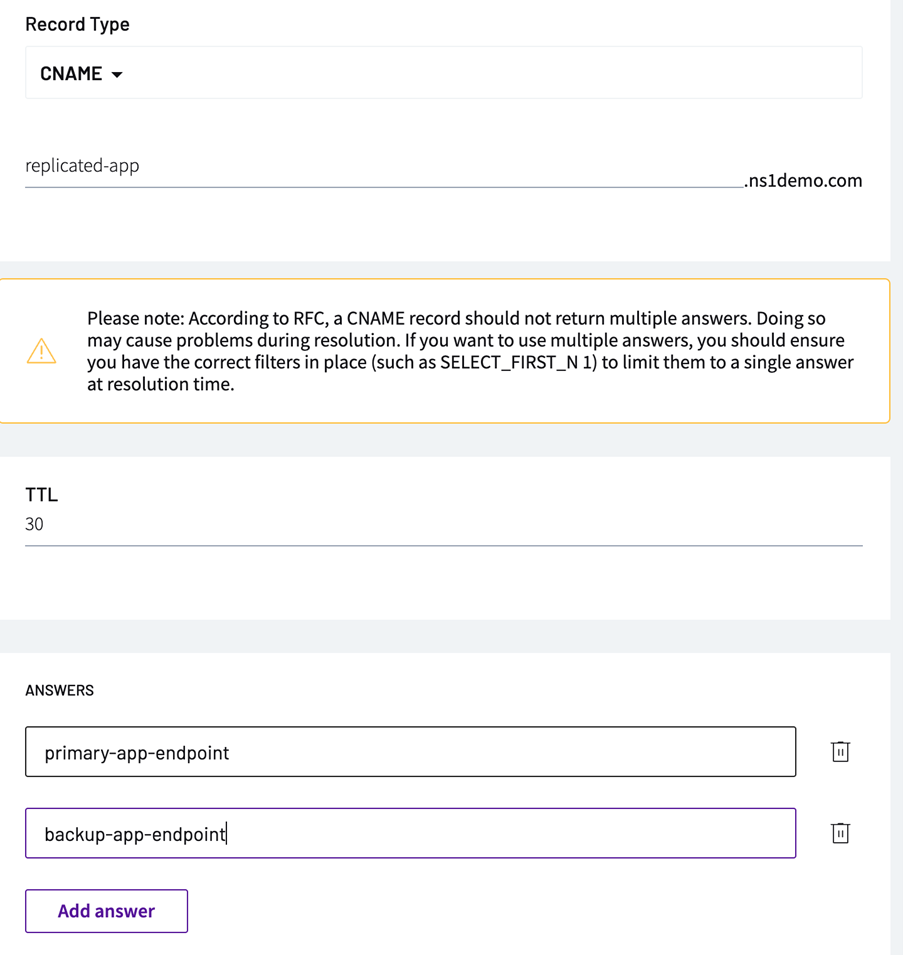 Record Type
CNAME
replicated-app
.ns1demo.com
Please note: According to RFC, a CNAME record should not return multiple answers. Doing so
may cause problems during resolution. If you want to use multiple answers, you should ensure
you have the correct filters in place (such as SELECT_FIRST_N 1) to limit them to a single answer
at resolution time.
TTL
30
ANSWERS
primary-app-endpoint
backup-app-endpoint
Add answer